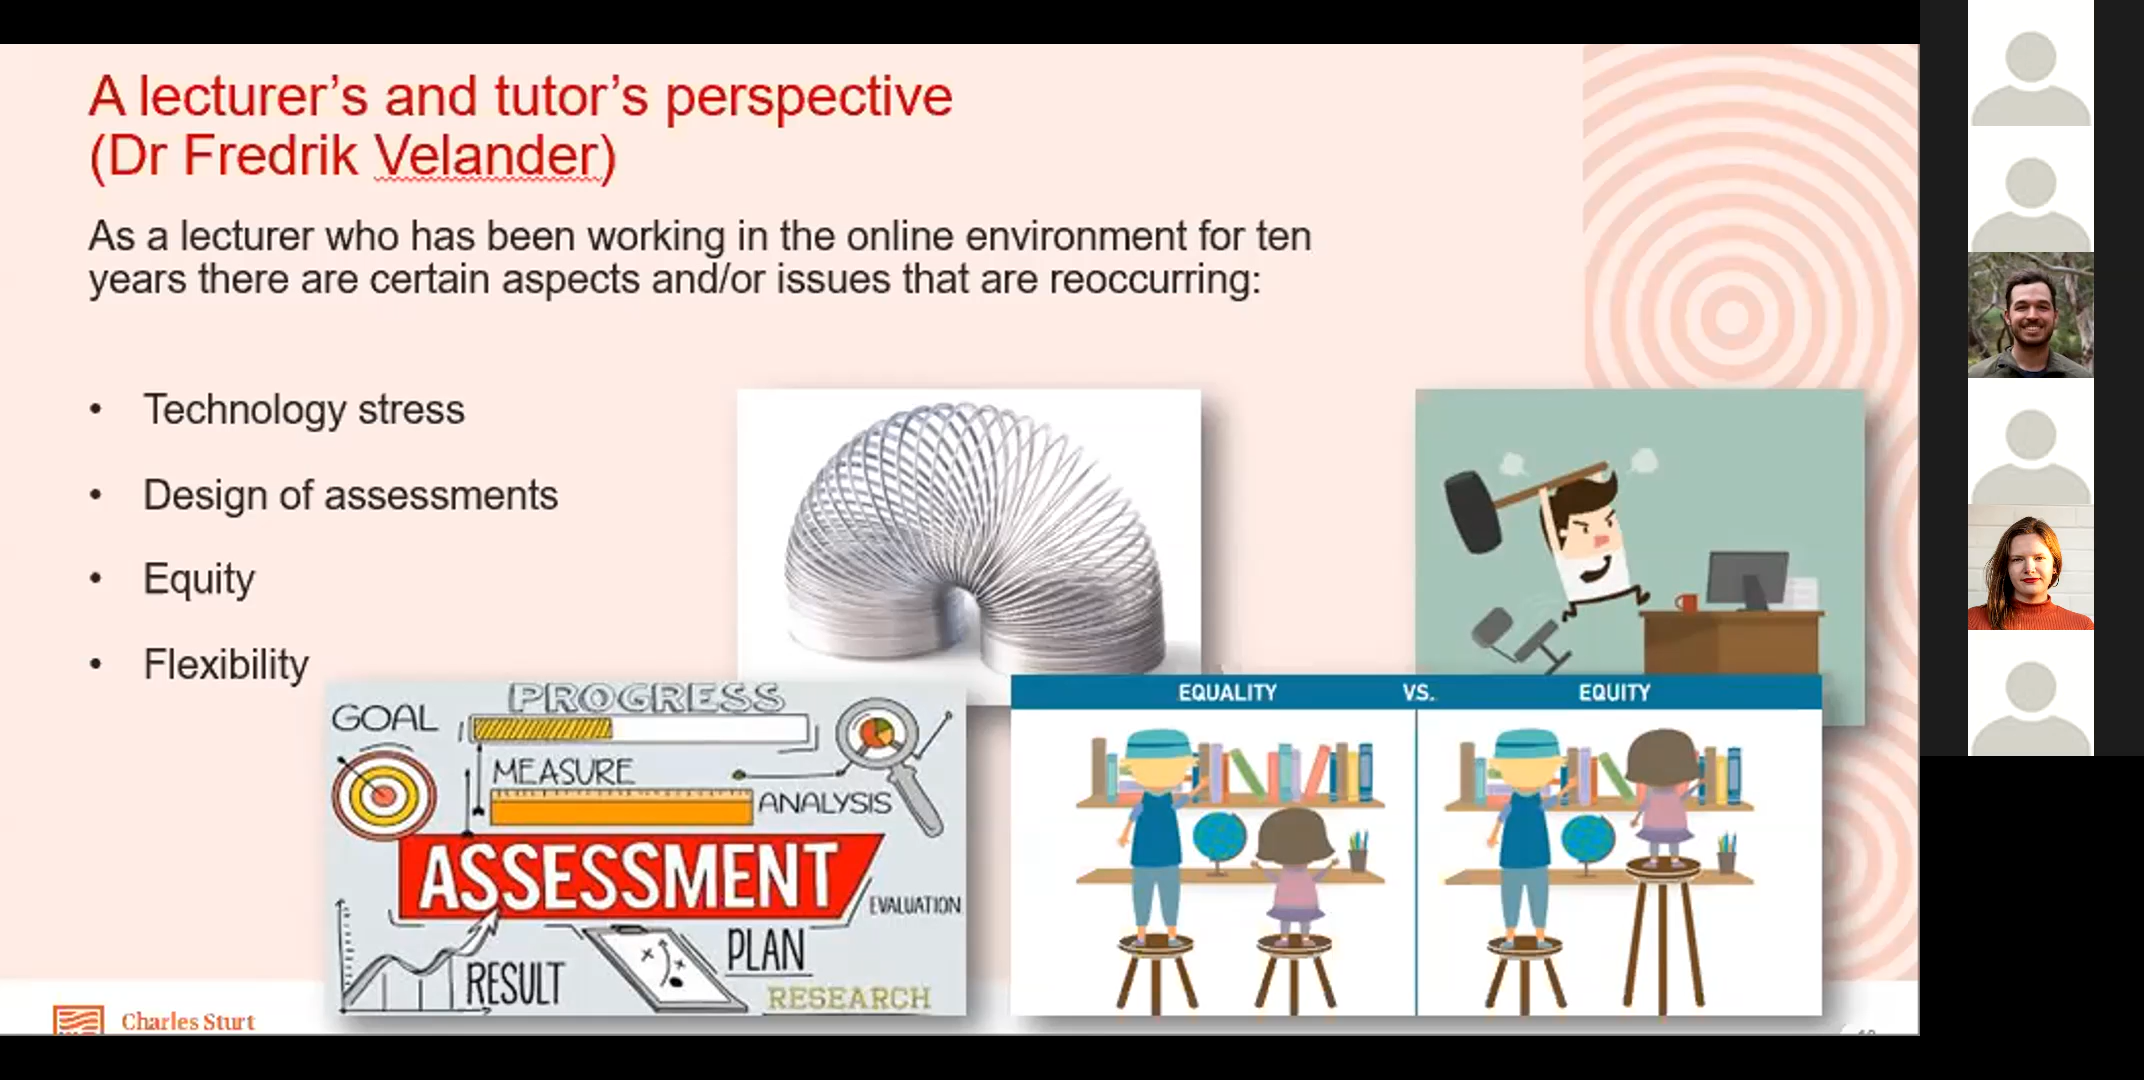 A lecturer’s and tutor’s perspective
(Dr Fredrik Velander)
As a lecturer who has been working in the online environment for ten
years there are certain aspects and/or issues that are reoccurring:
• Technology stress
• Design of assessments
• Equity
• Flexibility
PROGRESS
GOAL
MEASURE
ANALYSIS
ASSESSMENT
EVALUATION
PLAN
RESULT
RESEARCH
EQUALITY VS. EQUITY
Charles Sturt